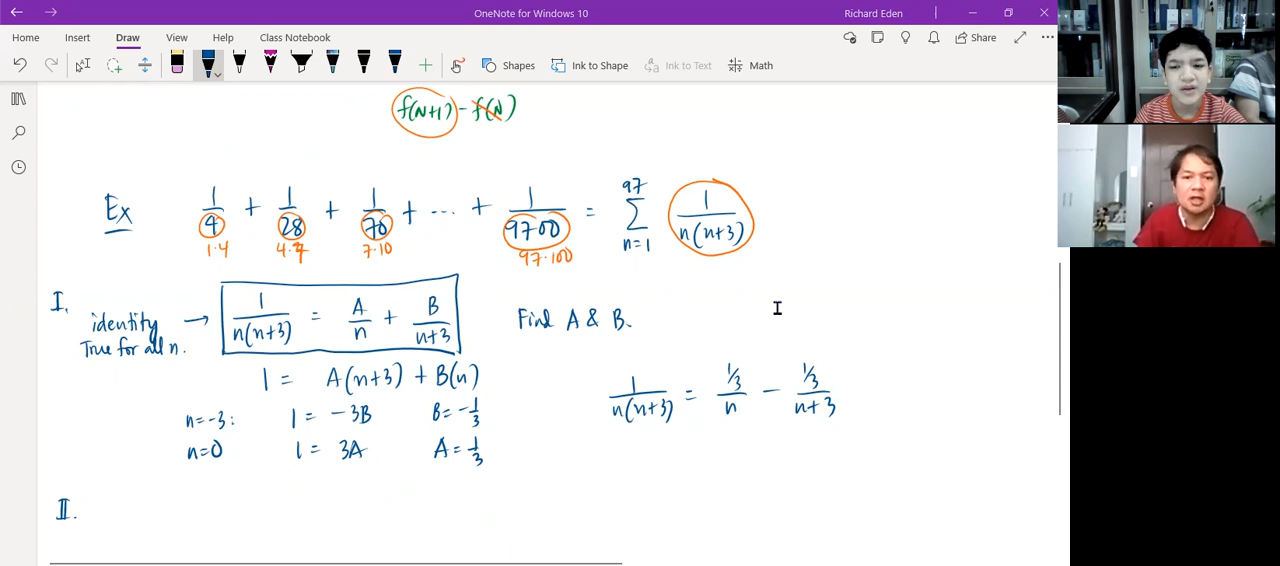 OneNote for Windows 10
Richard Eden
Home Insert Draw View Help Class Notebook
Share
Shapes Ink to Shape Ink to Text Math
f(N+1) - f(N)
Ex 1/4 + 1/28 + 1/70 + ... + 1/9700 = 97 Σ n=1 1/n(n+3)
1·4 4·7 7·10 97·100
I. identity → 1/n(n+3) = A/n + B/n+3 Find A & B.
True for all n.
1 = A(n+3) + B(n)
1/n(n+3) = 1/3/n - 1/3/n+3
n=-3: 1 = -3B B=-1/3
n=0 1 = 3A A=1/3
II.